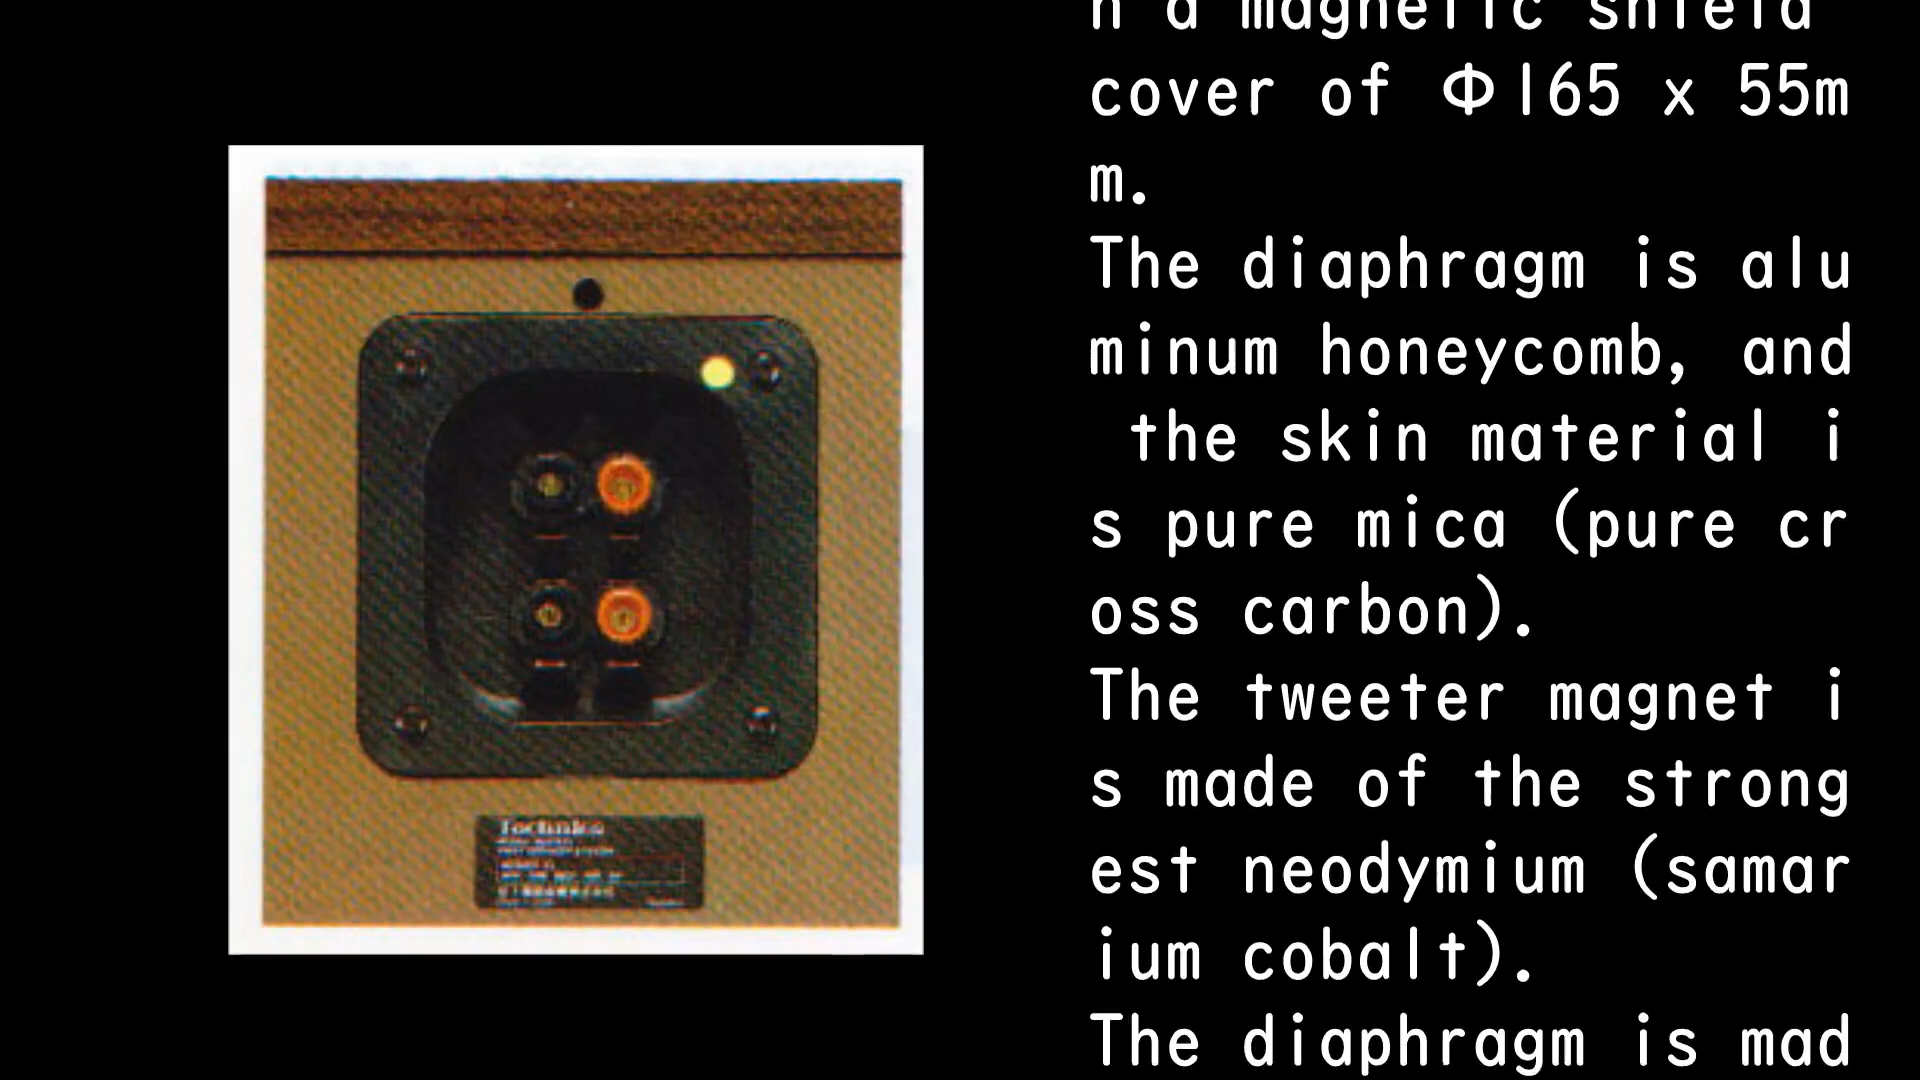 n a magnetic shield
cover of Φ165 x 55m
m.
The diaphragm is alu
minum honeycomb, and
the skin material i
s pure mica (pure cr
oss carbon).
The tweeter magnet i
s made of the strong
est neodymium (samar
ium cobalt).
The diaphragm is mad
Technics